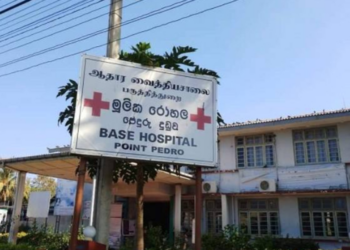 ஆதார வைத்தியசாலை
பருத்தித்துறை
මූලික රෝහල
පේදුරු තුඩුව
BASE HOSPITAL
POINT PEDRO